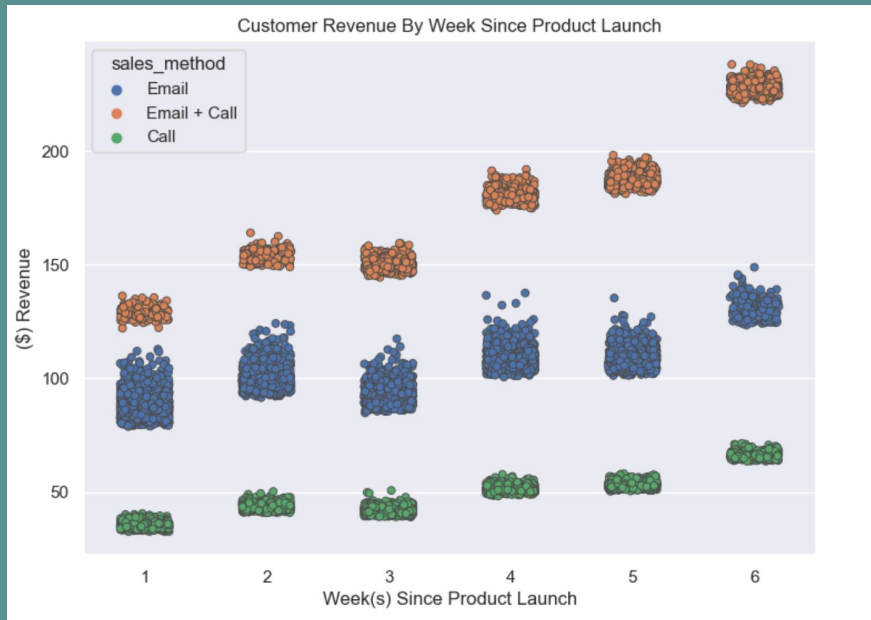 Customer Revenue By Week Since Product Launch
sales_method
Email
Email + Call
Call
200
150
100
50
($) Revenue
1 2 3 4 5 6
Week(s) Since Product Launch